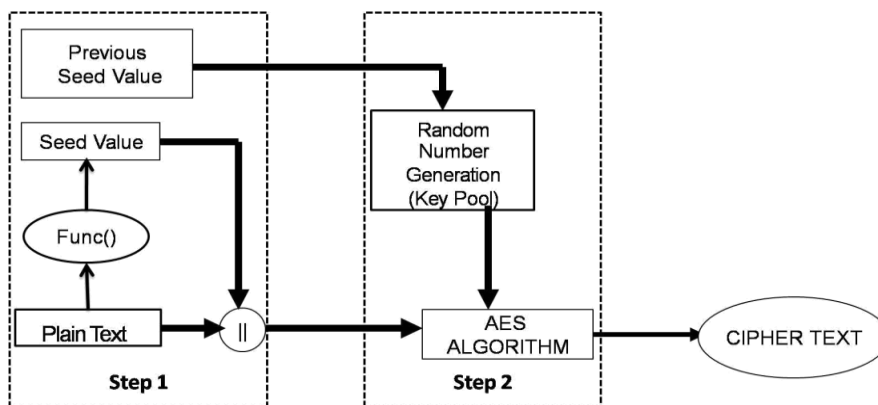 Previous
Seed Value
Seed Value
Func()
Plain Text
||
Step 1
Random
Number
Generation
(Key Pool)
AES
ALGORITHM
Step 2
CIPHER TEXT